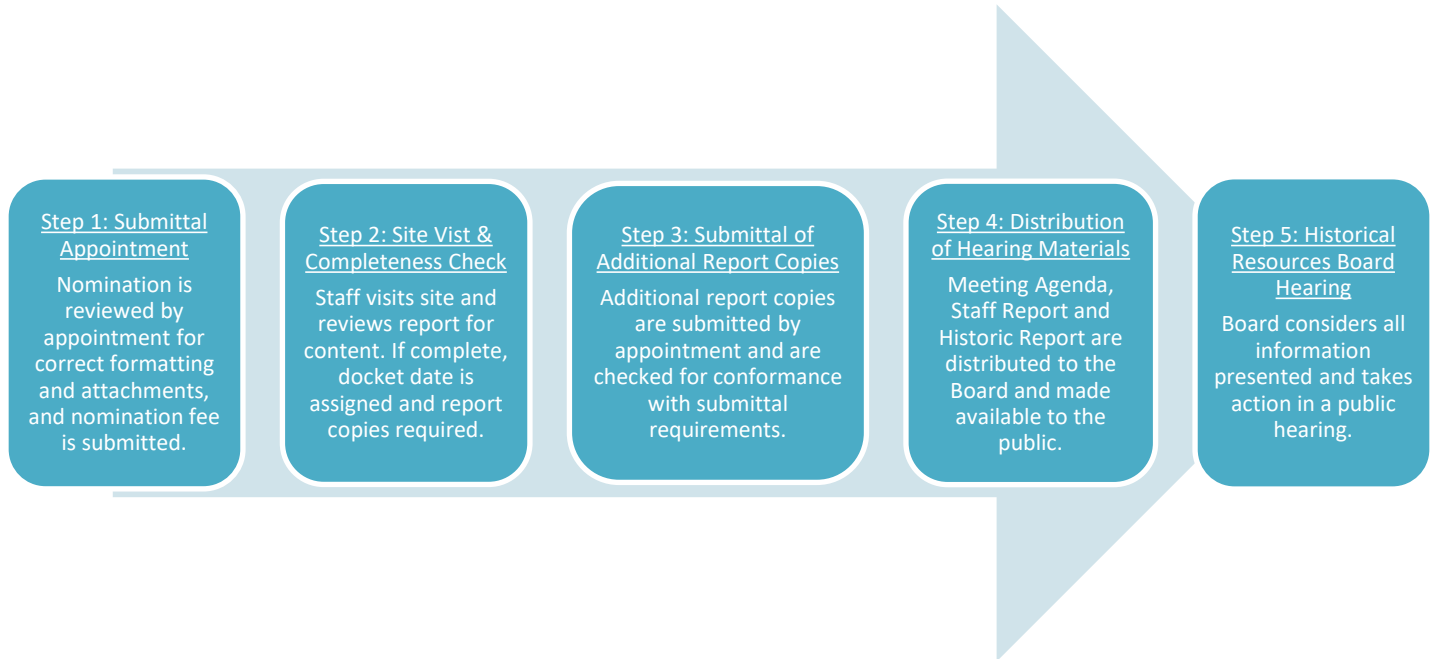 Step 1: Submittal
Appointment
Nomination is
reviewed by
appointment for
correct formatting
and attachments,
and nomination fee
is submitted.
Step 2: Site Vist &
Completeness Check
Staff visits site and
reviews report for
content. If complete,
docket date is
assigned and report
copies required.
Step 3: Submittal of
Additional Report Copies
Additional report copies
are submitted by
appointment and are
checked for conformance
with submittal
requirements.
Step 4: Distribution
of Hearing Materials
Meeting Agenda,
Staff Report and
Historic Report are
distributed to the
Board and made
available to the
public.
Step 5: Historical
Resources Board
Hearing
Board considers all
information
presented and takes
action in a public
hearing.